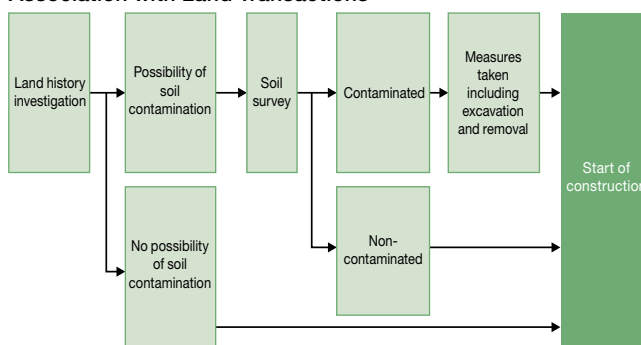 Association with Land Transactions
Land history
investigation
Possibility of
soil
contamination
Soil
survey
Contaminated
Measures
taken
including
excavation
and removal
Start of
construction
No possibility
of soil
contamination
Non-
contaminated